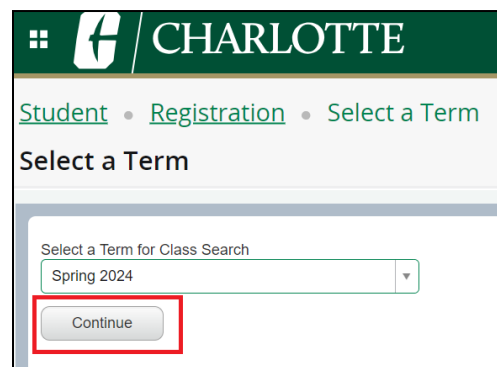 CHARLOTTE
Student • Registration • Select a Term
Select a Term
Select a Term for Class Search
Spring 2024
Continue